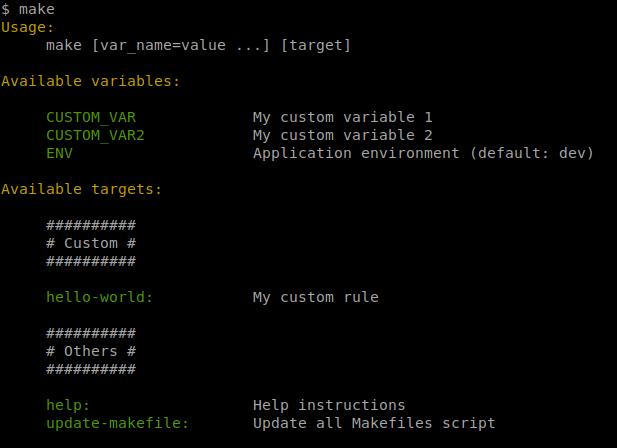 $ make
Usage:
make [var_name=value ...] [target]
Available variables:
CUSTOM_VAR My custom variable 1
CUSTOM_VAR2 My custom variable 2
ENV Application environment (default: dev)
Available targets:
##########
# Custom #
##########
hello-world: My custom rule
##########
# Others #
##########
help: Help instructions
update-makefile: Update all Makefiles script